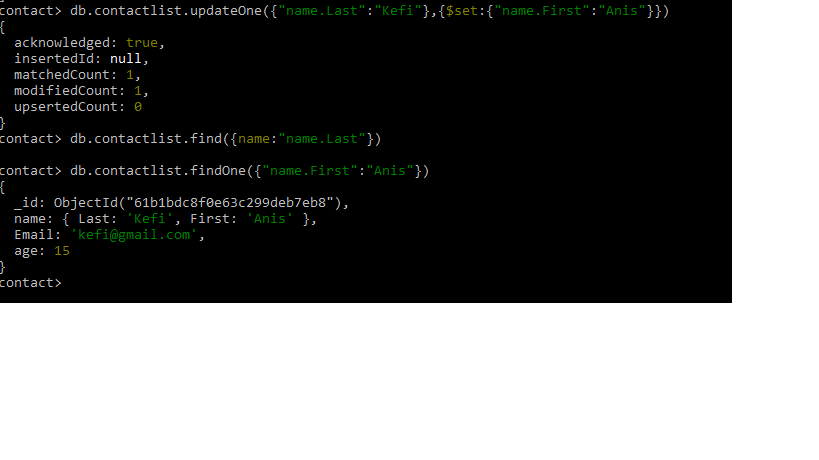 contact> db.contactlist.updateOne({"name.Last":"Kefi"},{$set:{"name.First":"Anis"}})
{
  acknowledged: true,
  insertedId: null,
  matchedCount: 1,
  modifiedCount: 1,
  upsertedCount: 0
}
contact> db.contactlist.find({name:"name.Last"})
contact> db.contactlist.findOne({"name.First":"Anis"})
{
  _id: ObjectId("61b1bdc8f0e63c299deb7eb8"),
  name: { Last: 'Kefi', First: 'Anis' },
  Email: 'kefi@gmail.com',
  age: 15
}
contact>